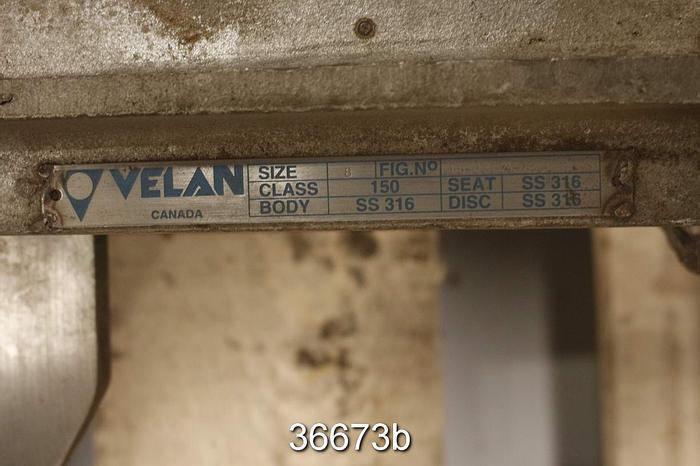 VELAN
CANADA
SIZE 8 FIG.Nº
CLASS 150 SEAT SS 316
BODY SS 316 DISC SS 316
36673b